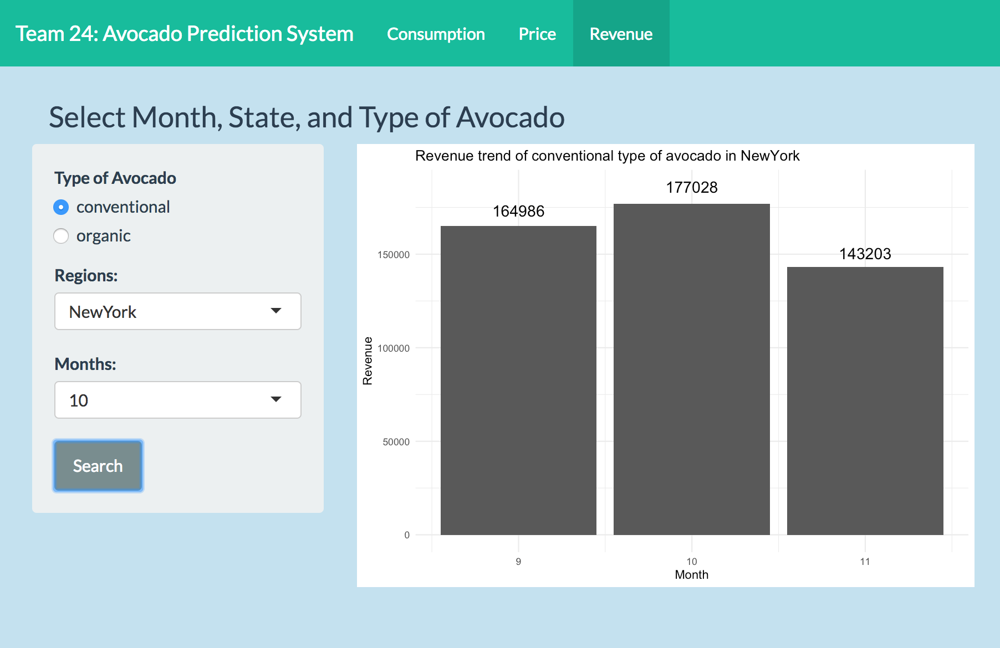 Team 24: Avocado Prediction System Consumption Price Revenue
Select Month, State, and Type of Avocado
Type of Avocado
conventional
organic
Regions:
NewYork
Months:
10
Search
Revenue trend of conventional type of avocado in NewYork
177028
164986
143203
150000
100000
50000
0
Revenue
9 10 11
Month